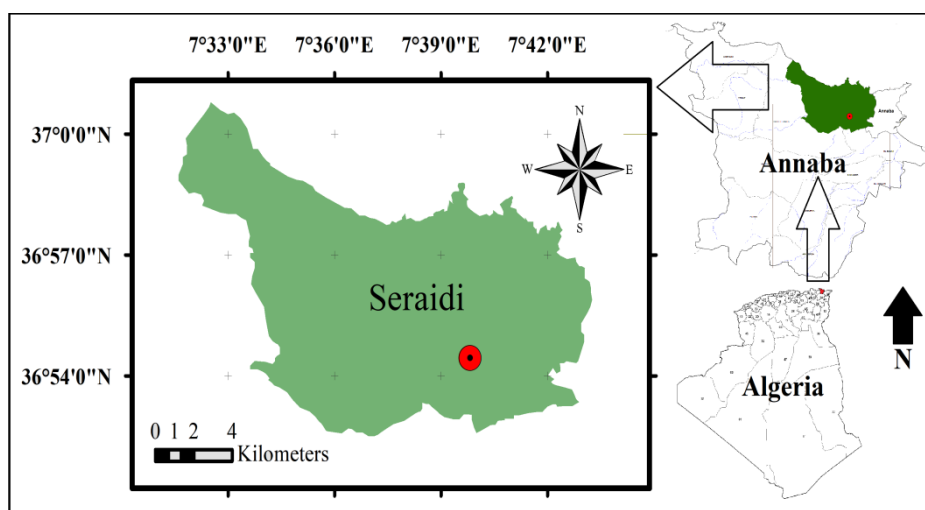 7°33'0"E 7°36'0"E 7°39'0"E 7°42'0"E
37°0'0"N
36°57'0"N
36°54'0"N
N
W E
S
Seraidi
0 1 2 4
Kilometers
Annaba
Annaba
Algeria
N